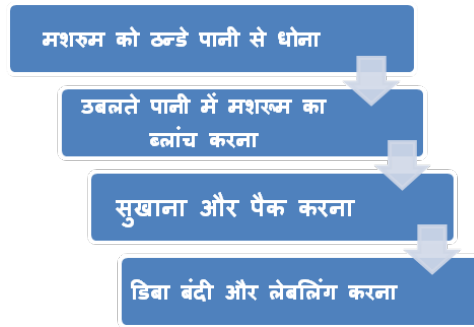 मशरुम को ठन्डे पानी से धोना
उबलते पानी में मशरूम का
ब्लांच करना
सुखाना और पैक करना
डिबा बंदी और लेबलिंग करना